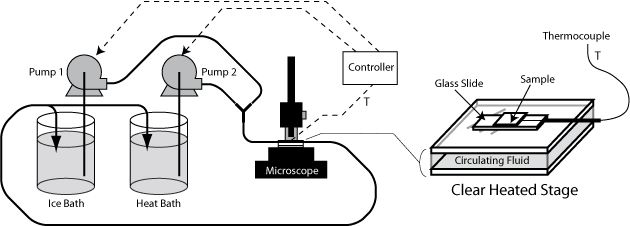 Pump 1
Pump 2
Controller
T
Microscope
Ice Bath
Heat Bath
Thermocouple
T
Glass Slide
Sample
Circulating Fluid
Clear Heated Stage